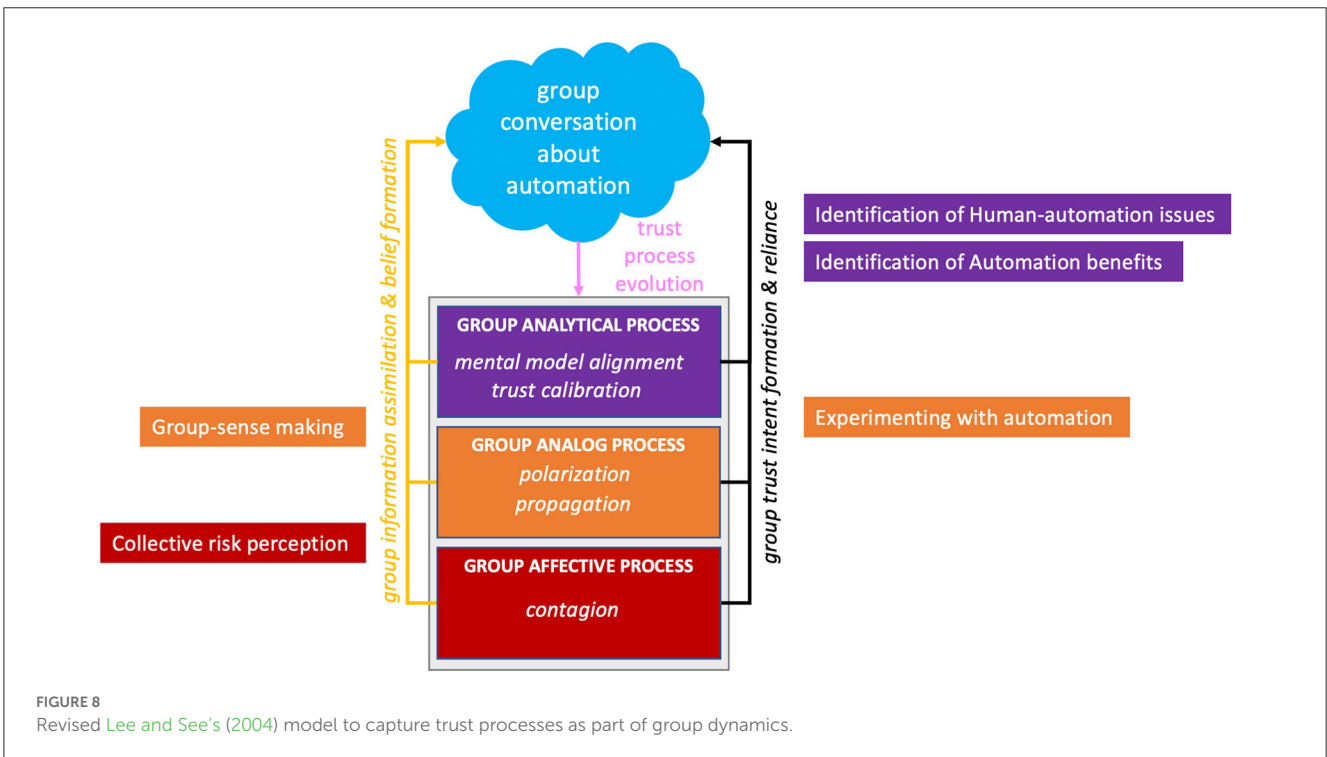 group
conversation
about
automation
trust
process
evolution
group information assimilation & belief formation
group trust intent formation & reliance
Identification of Human-automation issues
Identification of Automation benefits
GROUP ANALYTICAL PROCESS
mental model alignment
trust calibration
Group-sense making
GROUP ANALOG PROCESS
polarization
propagation
Experimenting with automation
Collective risk perception
GROUP AFFECTIVE PROCESS
contagion
FIGURE 8
Revised Lee and See's (2004) model to capture trust processes as part of group dynamics.